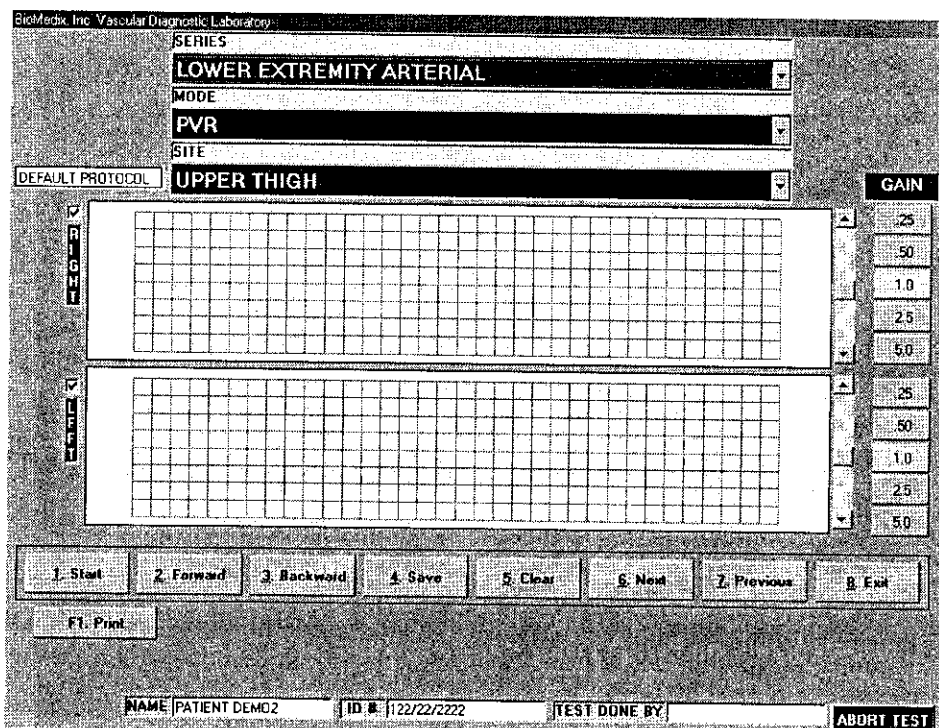 BioMedix, Inc. Vascular Diagnostic Laboratory
SERIES
LOWER EXTREMITY ARTERIAL
MODE
PVR
SITE
DEFAULT PROTOCOL
UPPER THIGH
GAIN
RIGHT
.25
.50
1.0
2.5
5.0
LEFT
.25
.50
1.0
2.5
5.0
1. Start 2. Forward 3. Backward 4. Save 5. Clear 6. Next 7. Previous 8. Exit
F1. Print
NAME PATIENT DEMO2 ID # 122/22/2222 TEST DONE BY
ABORT TEST